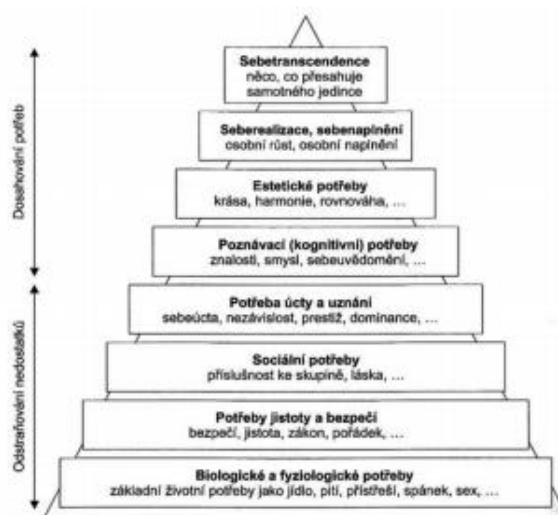 Sebetranscendence
něco, co přesahuje
samotného jedince
Seberealizace, sebenaplnění
osobní růst, osobní naplnění
Estetické potřeby
krása, harmonie, rovnováha, ...
Poznávací (kognitivní) potřeby
znalosti, smysl, sebeuvědomění, ...
Potřeba úcty a uznání
sebeúcta, nezávislost, prestiž, dominance, ...
Sociální potřeby
příslušnost ke skupině, láska, ...
Potřeby jistoty a bezpečí
bezpečí, jistota, zákon, pořádek, ...
Biologické a fyziologické potřeby
základní životní potřeby jako jídlo, pití, přístřeší, spánek, sex, ...
Dosahování potřeb
Odstraňování nedostatků